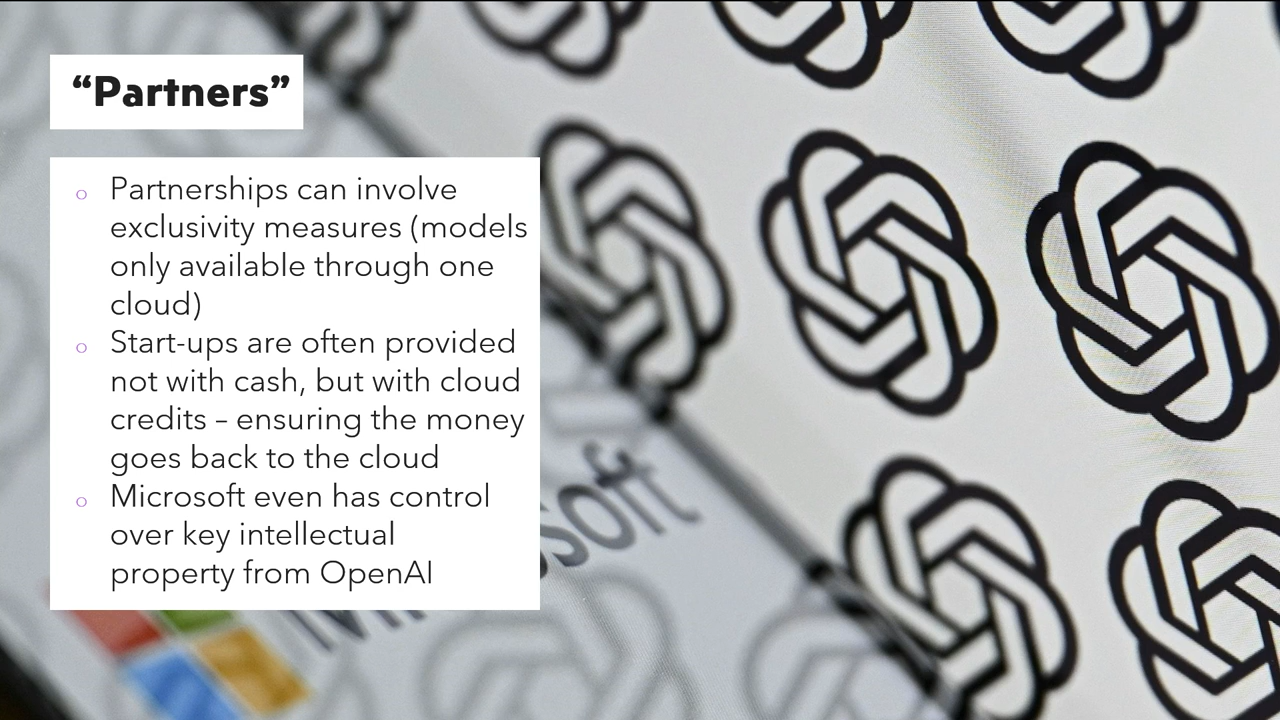 “Partners”
o Partnerships can involve
exclusivity measures (models
only available through one
cloud)
o Start-ups are often provided
not with cash, but with cloud
credits – ensuring the money
goes back to the cloud
o Microsoft even has control
over key intellectual
property from OpenAI
soft